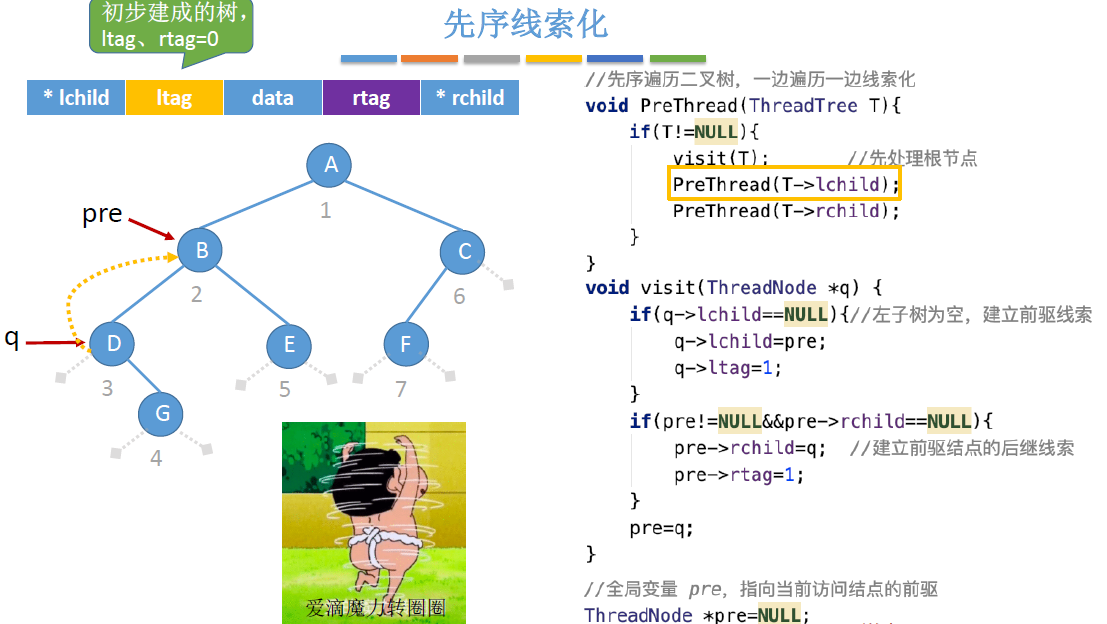 初步建成的树，
ltag、rtag=0
先序线索化
* lchild ltag data rtag * rchild
A
1
pre
B
2
C
6
q
D
3
E
5
F
7
G
4
爱滴魔力转圈圈
//先序遍历二叉树，一边遍历一边线索化
void PreThread(ThreadTree T){
if(T!=NULL){
visit(T); //先处理根节点
PreThread(T->lchild);
PreThread(T->rchild);
}
}
void visit(ThreadNode *q) {
if(q->lchild==NULL){//左子树为空，建立前驱线索
q->lchild=pre;
q->ltag=1;
}
if(pre!=NULL&&pre->rchild==NULL){
pre->rchild=q; //建立前驱结点的后继线索
pre->rtag=1;
}
pre=q;
}
//全局变量 pre，指向当前访问结点的前驱
ThreadNode *pre=NULL;